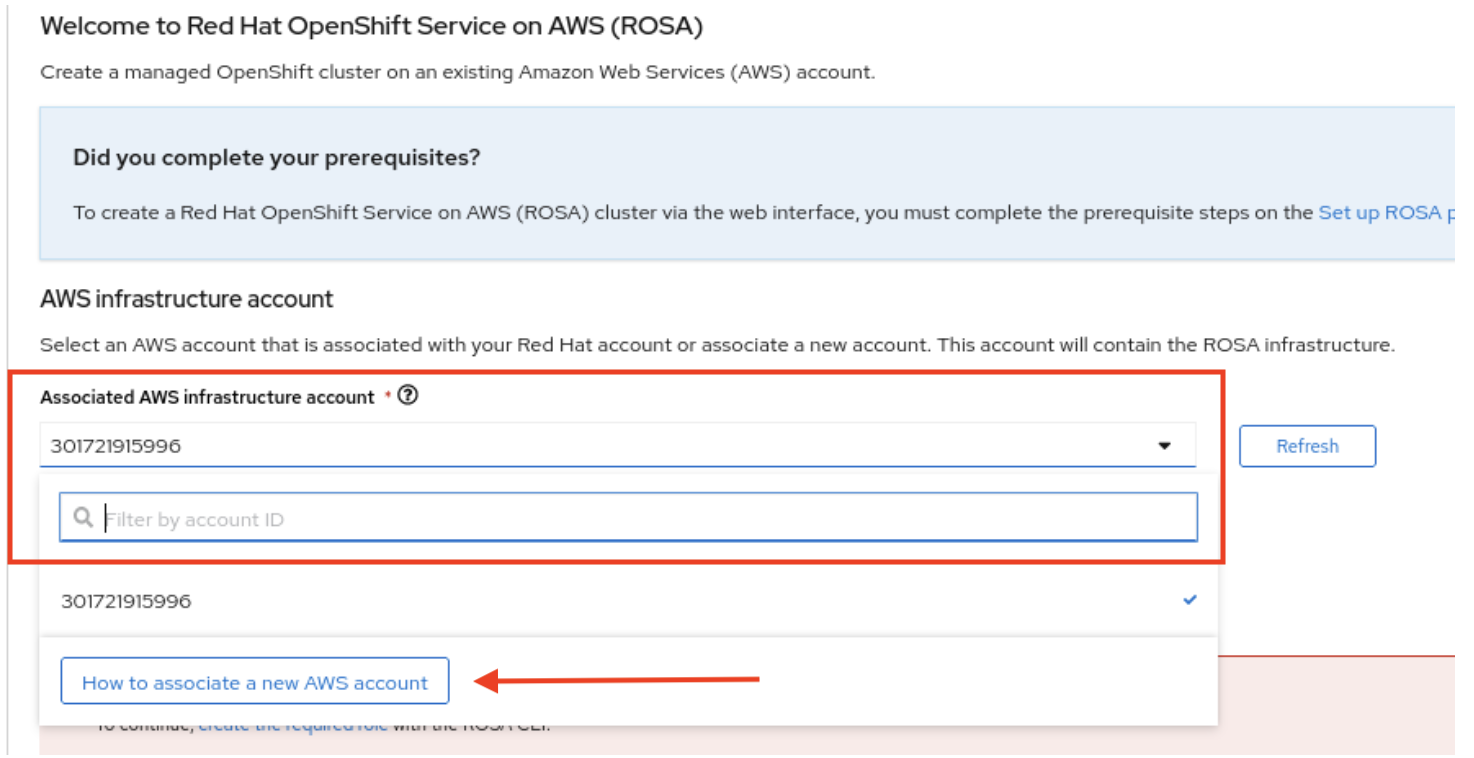 Welcome to Red Hat OpenShift Service on AWS (ROSA)
Create a managed OpenShift cluster on an existing Amazon Web Services (AWS) account.
Did you complete your prerequisites?
To create a Red Hat OpenShift Service on AWS (ROSA) cluster via the web interface, you must complete the prerequisite steps on the Set up ROSA p
AWS infrastructure account
Select an AWS account that is associated with your Red Hat account or associate a new account. This account will contain the ROSA infrastructure.
Associated AWS infrastructure account *
301721915996
Refresh
Filter by account ID
301721915996
How to associate a new AWS account
To continue, create the required role with the ROSA CLI.